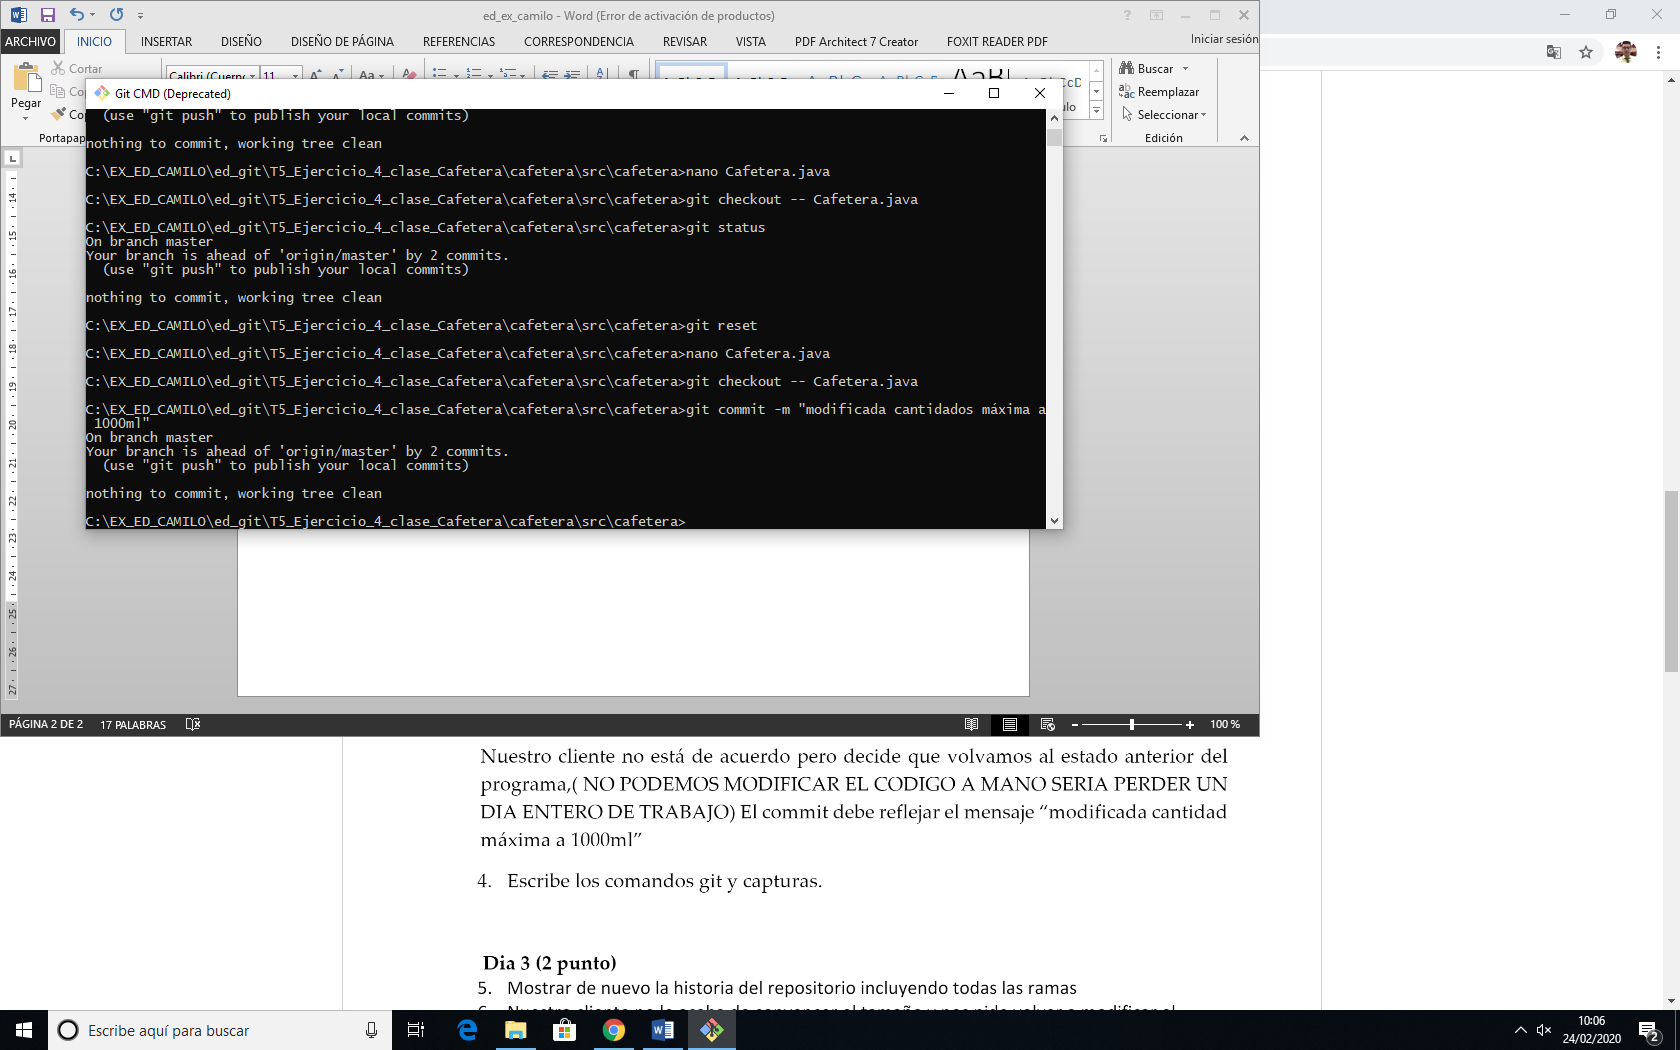 ed_ex_camilo - Word (Error de activación de productos)
ARCHIVO INICIO INSERTAR DISEÑO DISEÑO DE PÁGINA REFERENCIAS CORRESPONDENCIA REVISAR VISTA PDF Architect 7 Creator FOXIT READER PDF Iniciar sesión
Cortar
Calibri (Cuerpo 11
Buscar
Pegar
Reemplazar
Seleccionar
Portapap
Edición
Git CMD (Deprecated)
(use "git push" to publish your local commits)
nothing to commit, working tree clean
C:\EX_ED_CAMILO\ed_git\T5_Ejercicio_4_clase_Cafetera\cafetera\src\cafetera>nano Cafetera.java
C:\EX_ED_CAMILO\ed_git\T5_Ejercicio_4_clase_Cafetera\cafetera\src\cafetera>git checkout -- Cafetera.java
C:\EX_ED_CAMILO\ed_git\T5_Ejercicio_4_clase_Cafetera\cafetera\src\cafetera>git status
On branch master
Your branch is ahead of 'origin/master' by 2 commits.
(use "git push" to publish your local commits)
nothing to commit, working tree clean
C:\EX_ED_CAMILO\ed_git\T5_Ejercicio_4_clase_Cafetera\cafetera\src\cafetera>git reset
C:\EX_ED_CAMILO\ed_git\T5_Ejercicio_4_clase_Cafetera\cafetera\src\cafetera>nano Cafetera.java
C:\EX_ED_CAMILO\ed_git\T5_Ejercicio_4_clase_Cafetera\cafetera\src\cafetera>git checkout -- Cafetera.java
C:\EX_ED_CAMILO\ed_git\T5_Ejercicio_4_clase_Cafetera\cafetera\src\cafetera>git commit -m "modificada cantidados máxima a
1000ml"
On branch master
Your branch is ahead of 'origin/master' by 2 commits.
(use "git push" to publish your local commits)
nothing to commit, working tree clean
C:\EX_ED_CAMILO\ed_git\T5_Ejercicio_4_clase_Cafetera\cafetera\src\cafetera>
PÁGINA 2 DE 2 17 PALABRAS 100 %
Nuestro cliente no está de acuerdo pero decide que volvamos al estado anterior del
programa,( NO PODEMOS MODIFICAR EL CODIGO A MANO SERIA PERDER UN
DIA ENTERO DE TRABAJO) El commit debe reflejar el mensaje “modificada cantidad
máxima a 1000ml”
4. Escribe los comandos git y capturas.
Dia 3 (2 punto)
5. Mostrar de nuevo la historia del repositorio incluyendo todas las ramas
Escribe aquí para buscar
10:06
24/02/2020
2